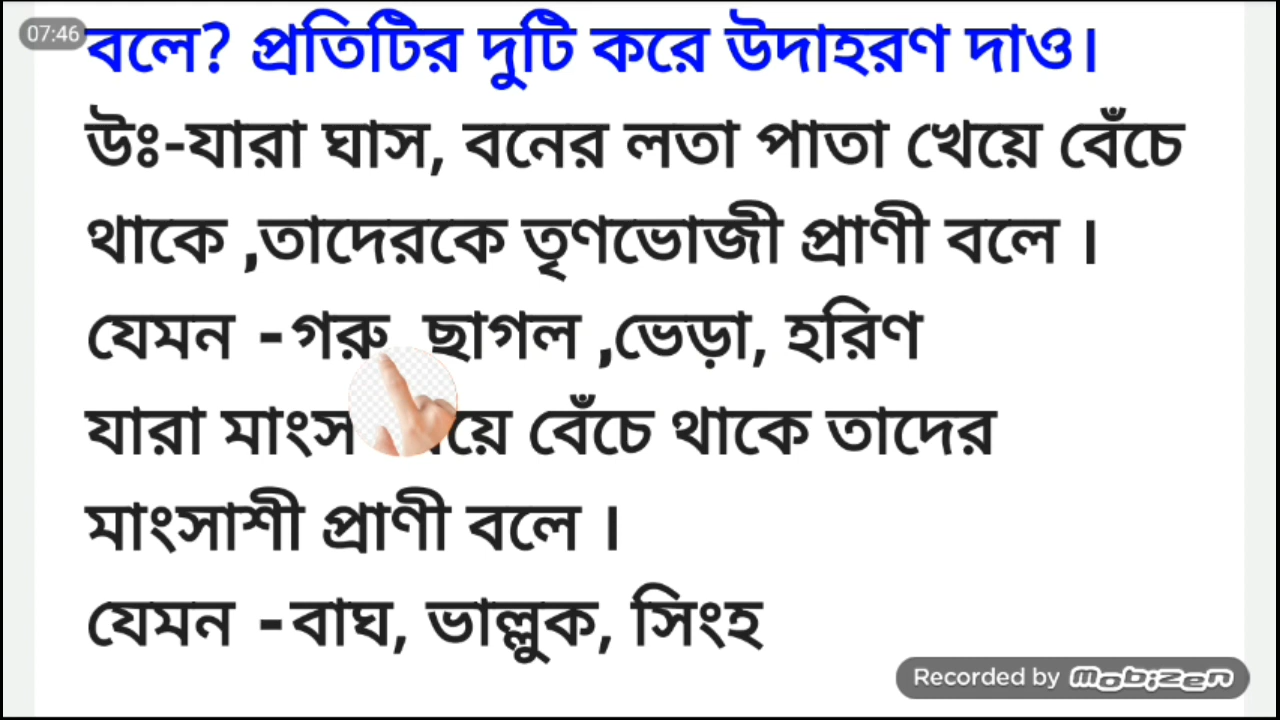 07:46
বলে? প্রতিটির দুটি করে উদাহরণ দাও।
উঃ-যারা ঘাস, বনের লতা পাতা খেয়ে বেঁচে
থাকে ,তাদেরকে তৃণভোজী প্রাণী বলে ।
যেমন -গরু ছাগল ,ভেড়া, হরিণ
যারা মাংস বেঁচে থাকে তাদের
মাংসাশী প্রাণী বলে ।
যেমন -বাঘ, ভাল্লুক, সিংহ
Recorded by Mobizen